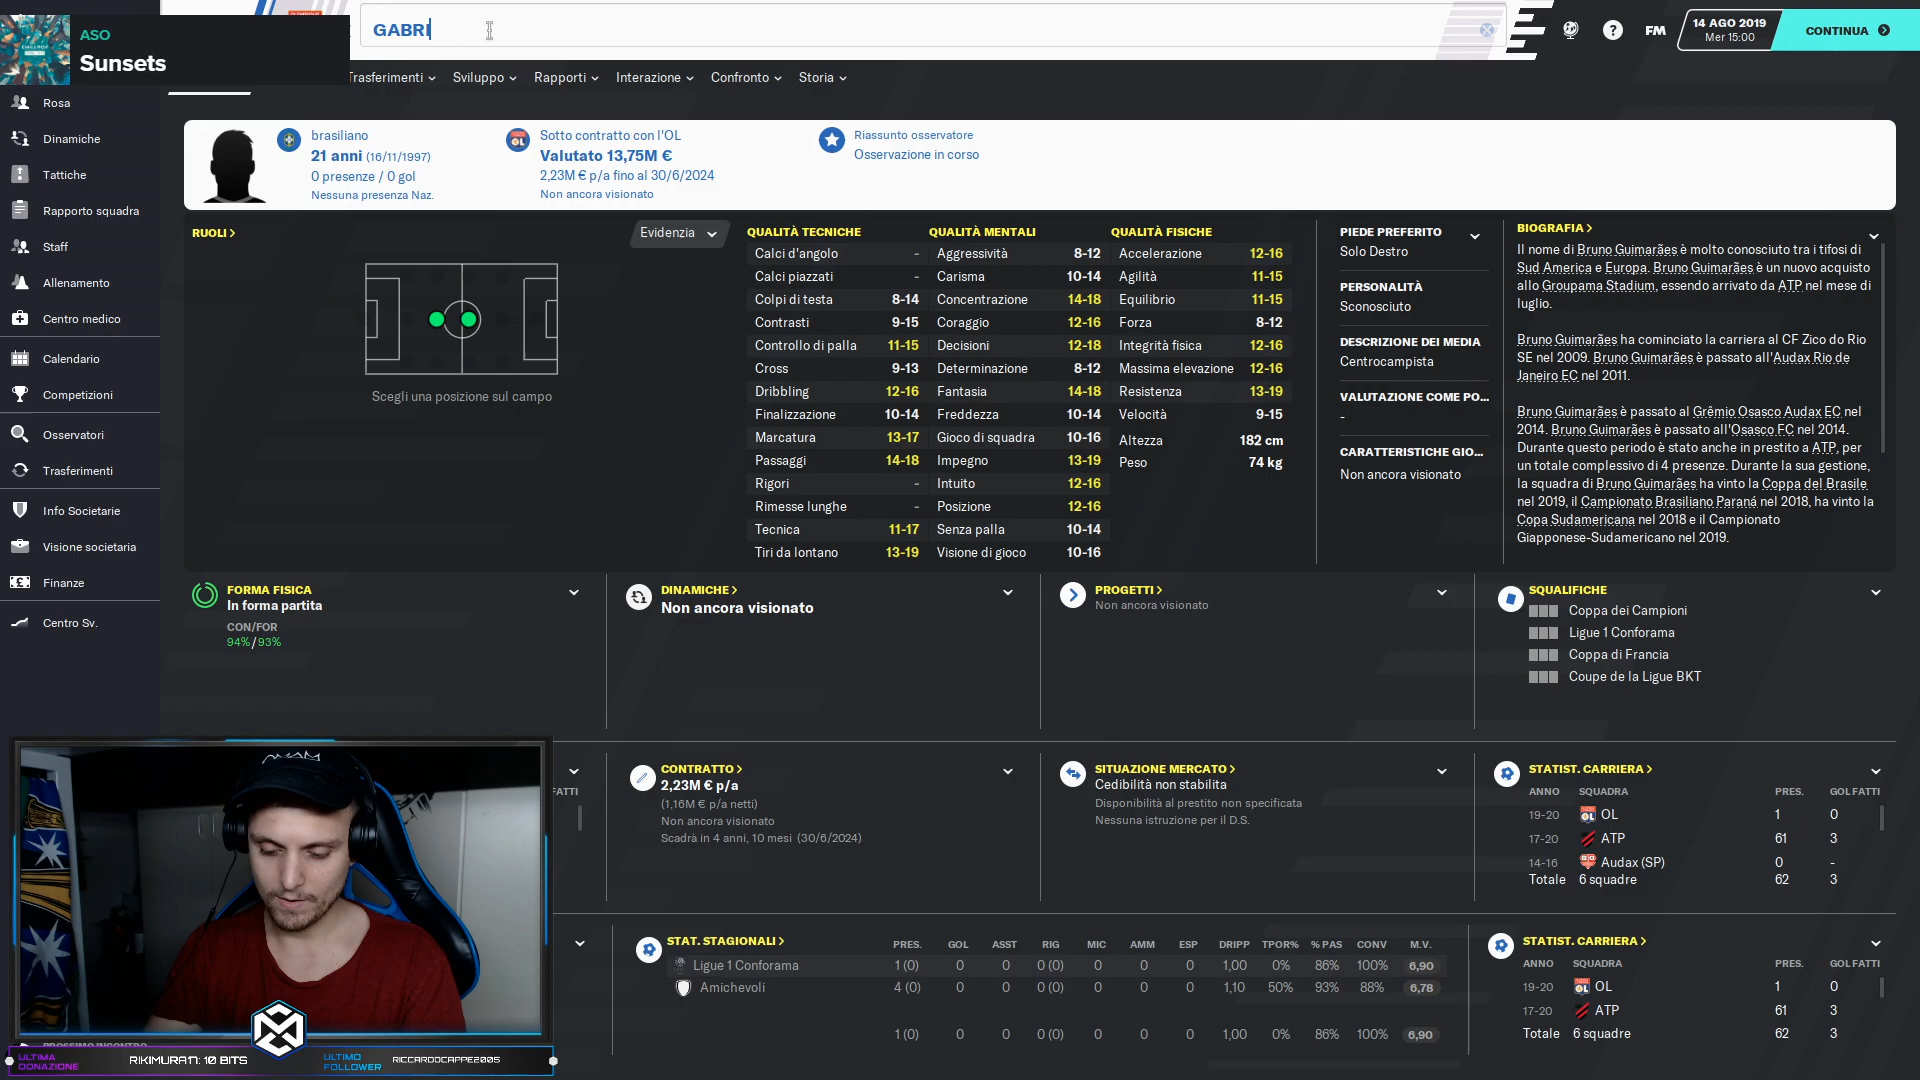 ASO
Sunsets
GABRI
14 AGO 2019
Mer 15:00
CONTINUA
FM
Trasferimenti
Sviluppo
Rapporti
Interazione
Confronto
Storia
Rosa
Dinamiche
Tattiche
Rapporto squadra
Staff
Allenamento
Centro medico
Calendario
Competizioni
Osservatori
Trasferimenti
Info Societarie
Visione societaria
Finanze
Centro Sv.
brasiliano
21 anni (16/11/1997)
0 presenze / 0 gol
Nessuna presenza Naz.
Sotto contratto con l'OL
Valutato 13,75M €
2,23M € p/a fino al 30/6/2024
Non ancora visionato
Riassunto osservatore
Osservazione in corso
RUOLI
Evidenzia
Scegli una posizione sul campo
QUALITÀ TECNICHE
Calci d'angolo -
Calci piazzati -
Colpi di testa 8-14
Contrasti 9-15
Controllo di palla 11-15
Cross 9-13
Dribbling 12-16
Finalizzazione 10-14
Marcatura 13-17
Passaggi 14-18
Rigori -
Rimesse lunghe -
Tecnica 11-17
Tiri da lontano 13-19
QUALITÀ MENTALI
Aggressività 8-12
Carisma 10-14
Concentrazione 14-18
Coraggio 12-16
Decisioni 12-18
Determinazione 8-12
Fantasia 14-18
Freddezza 10-14
Gioco di squadra 10-16
Impegno 13-19
Intuito 12-16
Posizione 12-16
Senza palla 10-14
Visione di gioco 10-16
QUALITÀ FISICHE
Accelerazione 12-16
Agilità 11-15
Equilibrio 11-15
Forza 8-12
Integrità fisica 12-16
Massima elevazione 12-16
Resistenza 13-19
Velocità 9-15
Altezza 182 cm
Peso 74 kg
PIEDE PREFERITO
Solo Destro
PERSONALITÀ
Sconosciuto
DESCRIZIONE DEI MEDIA
Centrocampista
VALUTAZIONE COME PO...
-
CARATTERISTICHE GIO...
Non ancora visionato
BIOGRAFIA
Il nome di Bruno Guimarães è molto conosciuto tra i tifosi di
Sud America e Europa. Bruno Guimarães è un nuovo acquisto
allo Groupama Stadium, essendo arrivato da ATP nel mese di
luglio.
Bruno Guimarães ha cominciato la carriera al CF Zico do Rio
SE nel 2009. Bruno Guimarães è passato all'Audax Rio de
Janeiro EC nel 2011.
Bruno Guimarães è passato al Grêmio Osasco Audax EC nel
2014. Bruno Guimarães è passato all'Osasco FC nel 2014.
Durante questo periodo è stato anche in prestito a ATP, per
un totale complessivo di 4 presenze. Durante la sua gestione,
la squadra di Bruno Guimarães ha vinto la Coppa del Brasile
nel 2019, il Campionato Brasiliano Paraná nel 2018, ha vinto la
Copa Sudamericana nel 2018 e il Campionato
Giapponese-Sudamericano nel 2019.
FORMA FISICA
In forma partita
CON/FOR
94% / 93%
DINAMICHE
Non ancora visionato
PROGETTI
Non ancora visionato
SQUALIFICHE
Coppa dei Campioni
Ligue 1 Conforama
Coppa di Francia
Coupe de la Ligue BKT
FATTI
CONTRATTO
2,23M € p/a
(1,16M € p/a netti)
Non ancora visionato
Scadrà in 4 anni, 10 mesi (30/6/2024)
SITUAZIONE MERCATO
Cedibilità non stabilita
Disponibilità al prestito non specificata
Nessuna istruzione per il D.S.
STATIST. CARRIERA
ANNO SQUADRA PRES. GOL FATTI
19-20 OL 1 0
17-20 ATP 61 3
14-16 Audax (SP) 0 -
Totale 6 squadre 62 3
STAT. STAGIONALI PRES. GOL ASST RIG MIC AMM ESP DRIPP TPOR% % PAS CONV M.V.
Ligue 1 Conforama 1 (0) 0 0 0 (0) 0 0 0 1,00 0% 86% 100% 6,90
Amichevoli 4 (0) 0 0 0 (0) 0 0 0 1,10 50% 93% 88% 6,78
1 (0) 0 0 0 (0) 0 0 0 1,00 0% 86% 100% 6,90
STATIST. CARRIERA
ANNO SQUADRA PRES. GOL FATTI
19-20 OL 1 0
17-20 ATP 61 3
Totale 6 squadre 62 3
ULTIMA
DONAZIONE
RIKIMURA17: 10 BITS
ULTIMO
FOLLOWER
RICCARDOCAPPE2005